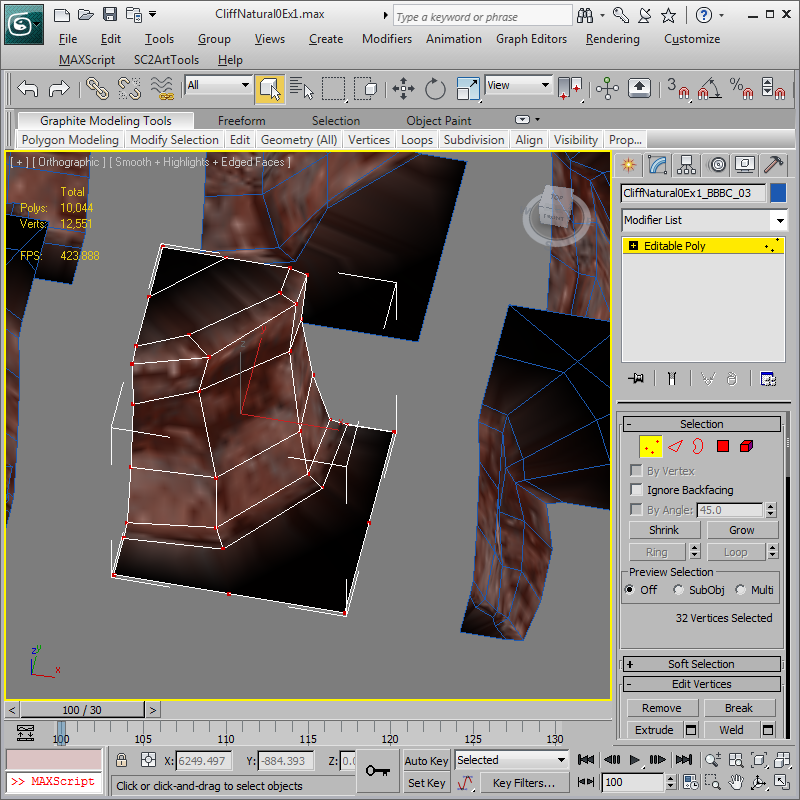 CliffNatural0Ex1.max
Type a keyword or phrase
File Edit Tools Group Views Create Modifiers Animation Graph Editors Rendering Customize
MAXScript SC2ArtTools Help
All
View
3
Graphite Modeling Tools Freeform Selection Object Paint
Polygon Modeling Modify Selection Edit Geometry (All) Vertices Loops Subdivision Align Visibility Prop...
[ + ] [ Orthographic ] [ Smooth + Highlights + Edged Faces ]
Total
Polys: 10,044
Verts: 12,551
FPS: 423.888
TOP
FRONT
z
x
z y
x
CliffNatural0Ex1_BBBC_03
Modifier List
Editable Poly
- Selection
By Vertex
Ignore Backfacing
By Angle: 45.0
Shrink Grow
Ring Loop
Preview Selection
Off SubObj Multi
32 Vertices Selected
+ Soft Selection
- Edit Vertices
Remove Break
Extrude Weld
< 100 / 30 >
100 105 110 115 120 125 130
X: 6249.497 Y: -884.393 Z: 0.0
Auto Key Selected
>> MAXScript
Click or click-and-drag to select objects
Set Key Key Filters... 100